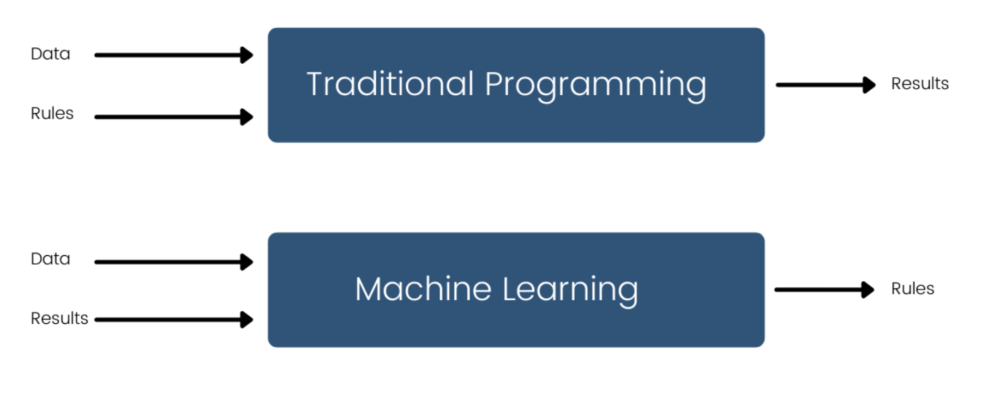 Data
Rules
Traditional Programming
Results
Data
Results
Machine Learning
Rules